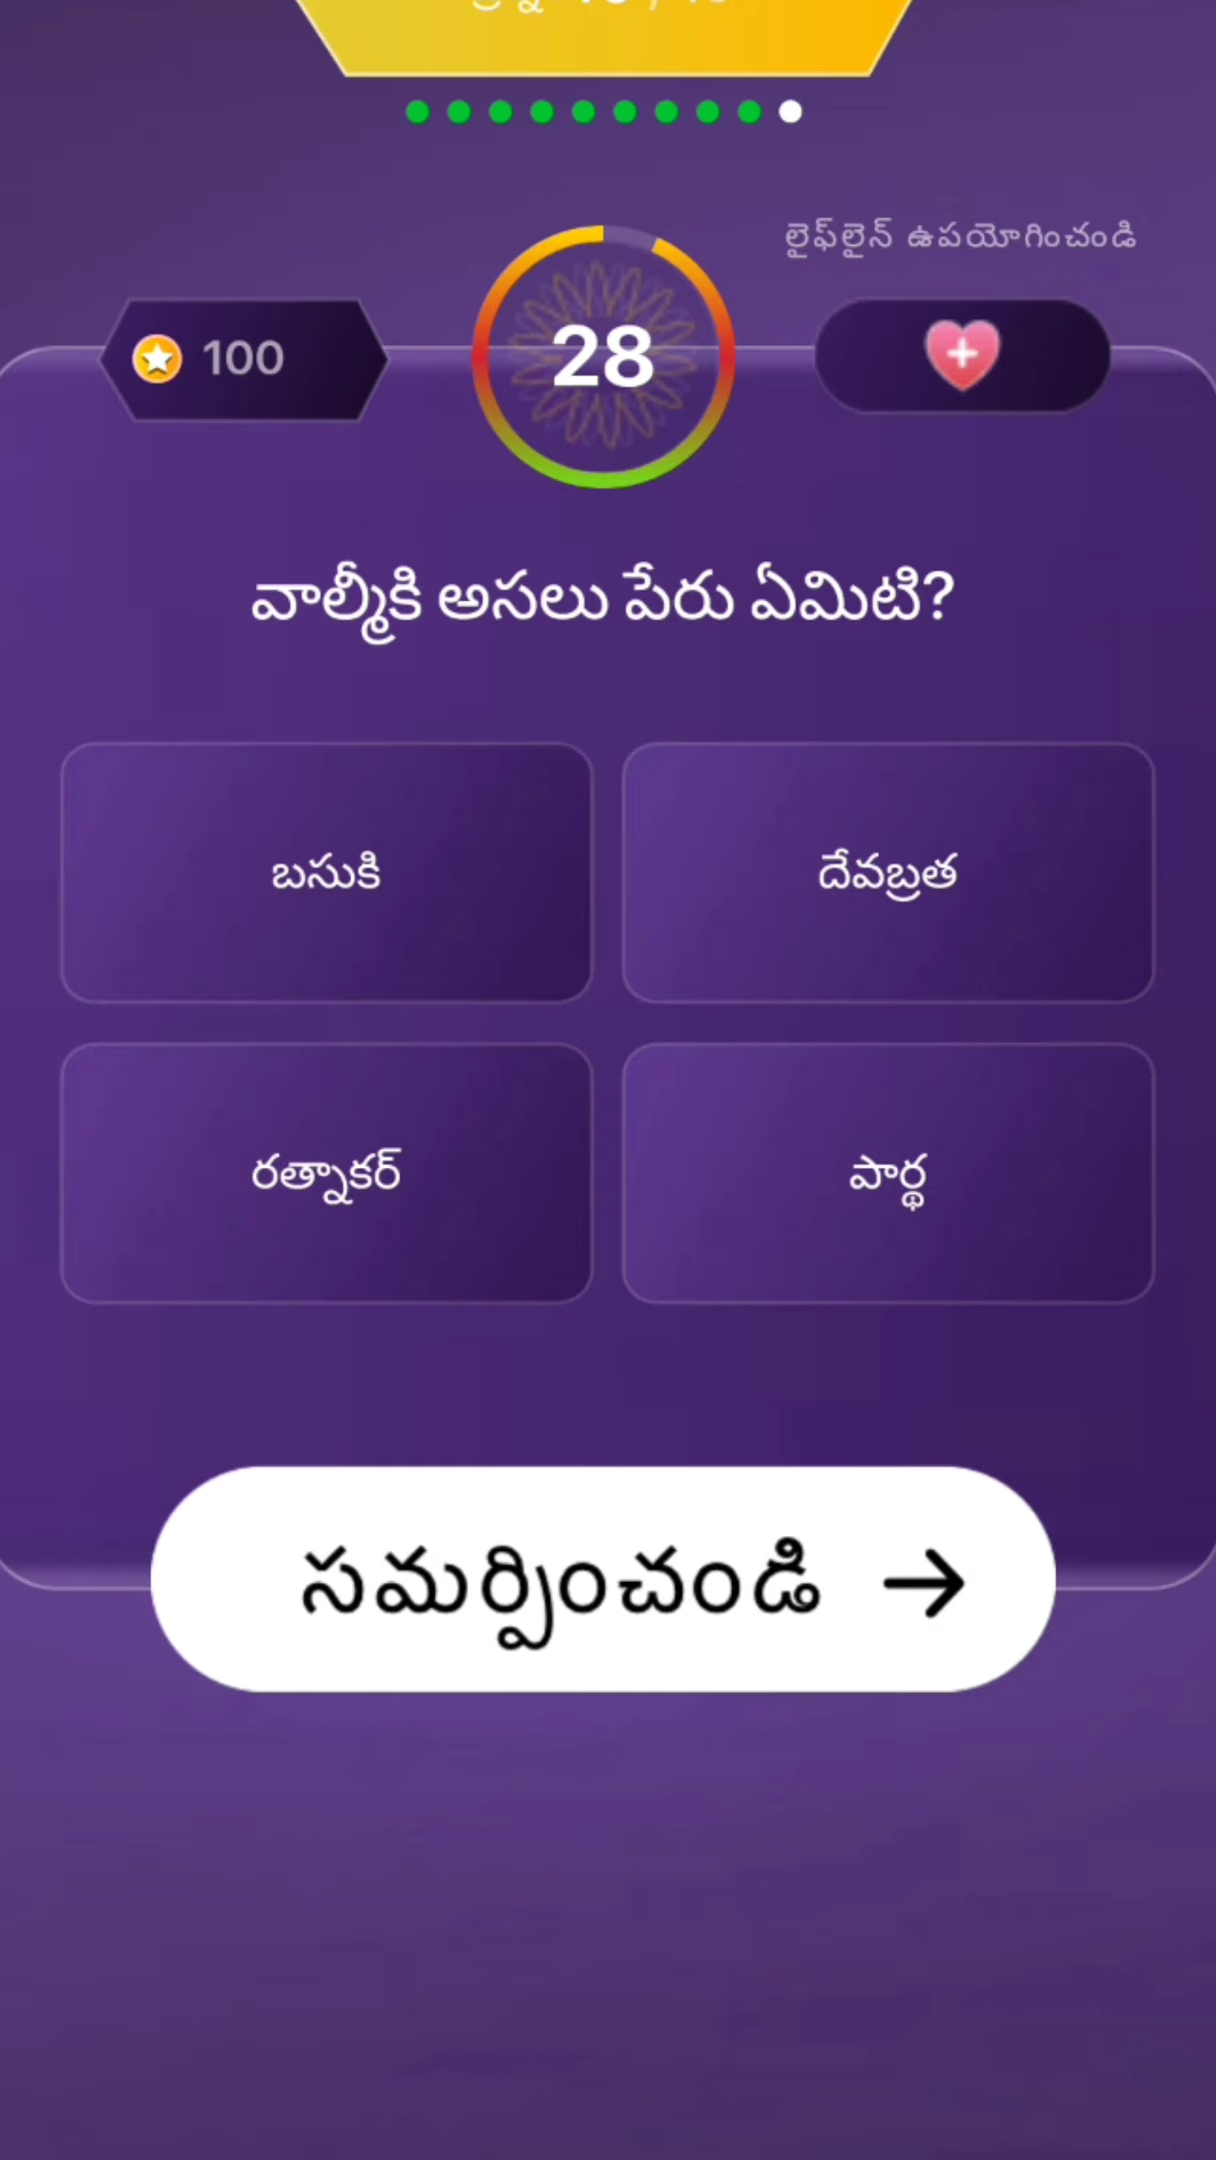 లైఫ్‌లైన్ ఉపయోగించండి
100
28
వాల్మీకి అసలు పేరు ఏమిటి?
బసుకి
దేవబ్రత
రత్నాకర్
పార్థ
సమర్పించండి →